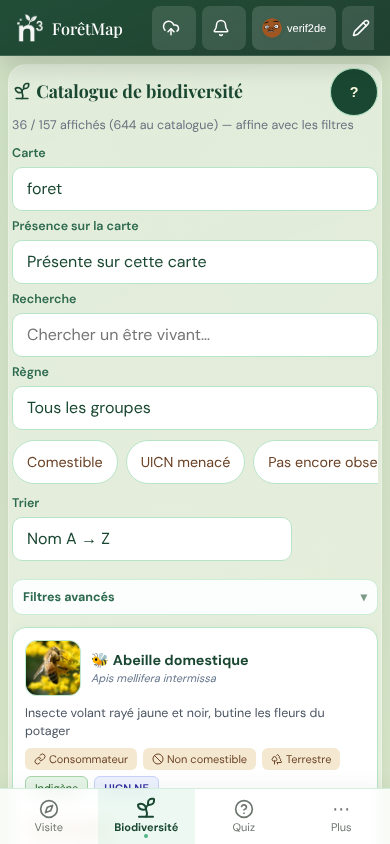 n³ ForêtMap verif2de
Catalogue de biodiversité ?
36 / 157 affichés (644 au catalogue) — affine avec les filtres
Carte
foret
Présence sur la carte
Présente sur cette carte
Recherche
Chercher un être vivant…
Règne
Tous les groupes
Comestible UICN menacé Pas encore obse
Trier
Nom A → Z
Filtres avancés ▼
🐝 Abeille domestique
Apis mellifera intermissa
Insecte volant rayé jaune et noir, butine les fleurs du
potager
Consommateur Non comestible Terrestre
Indigène UICN NE
Visite Biodiversité Quiz Plus